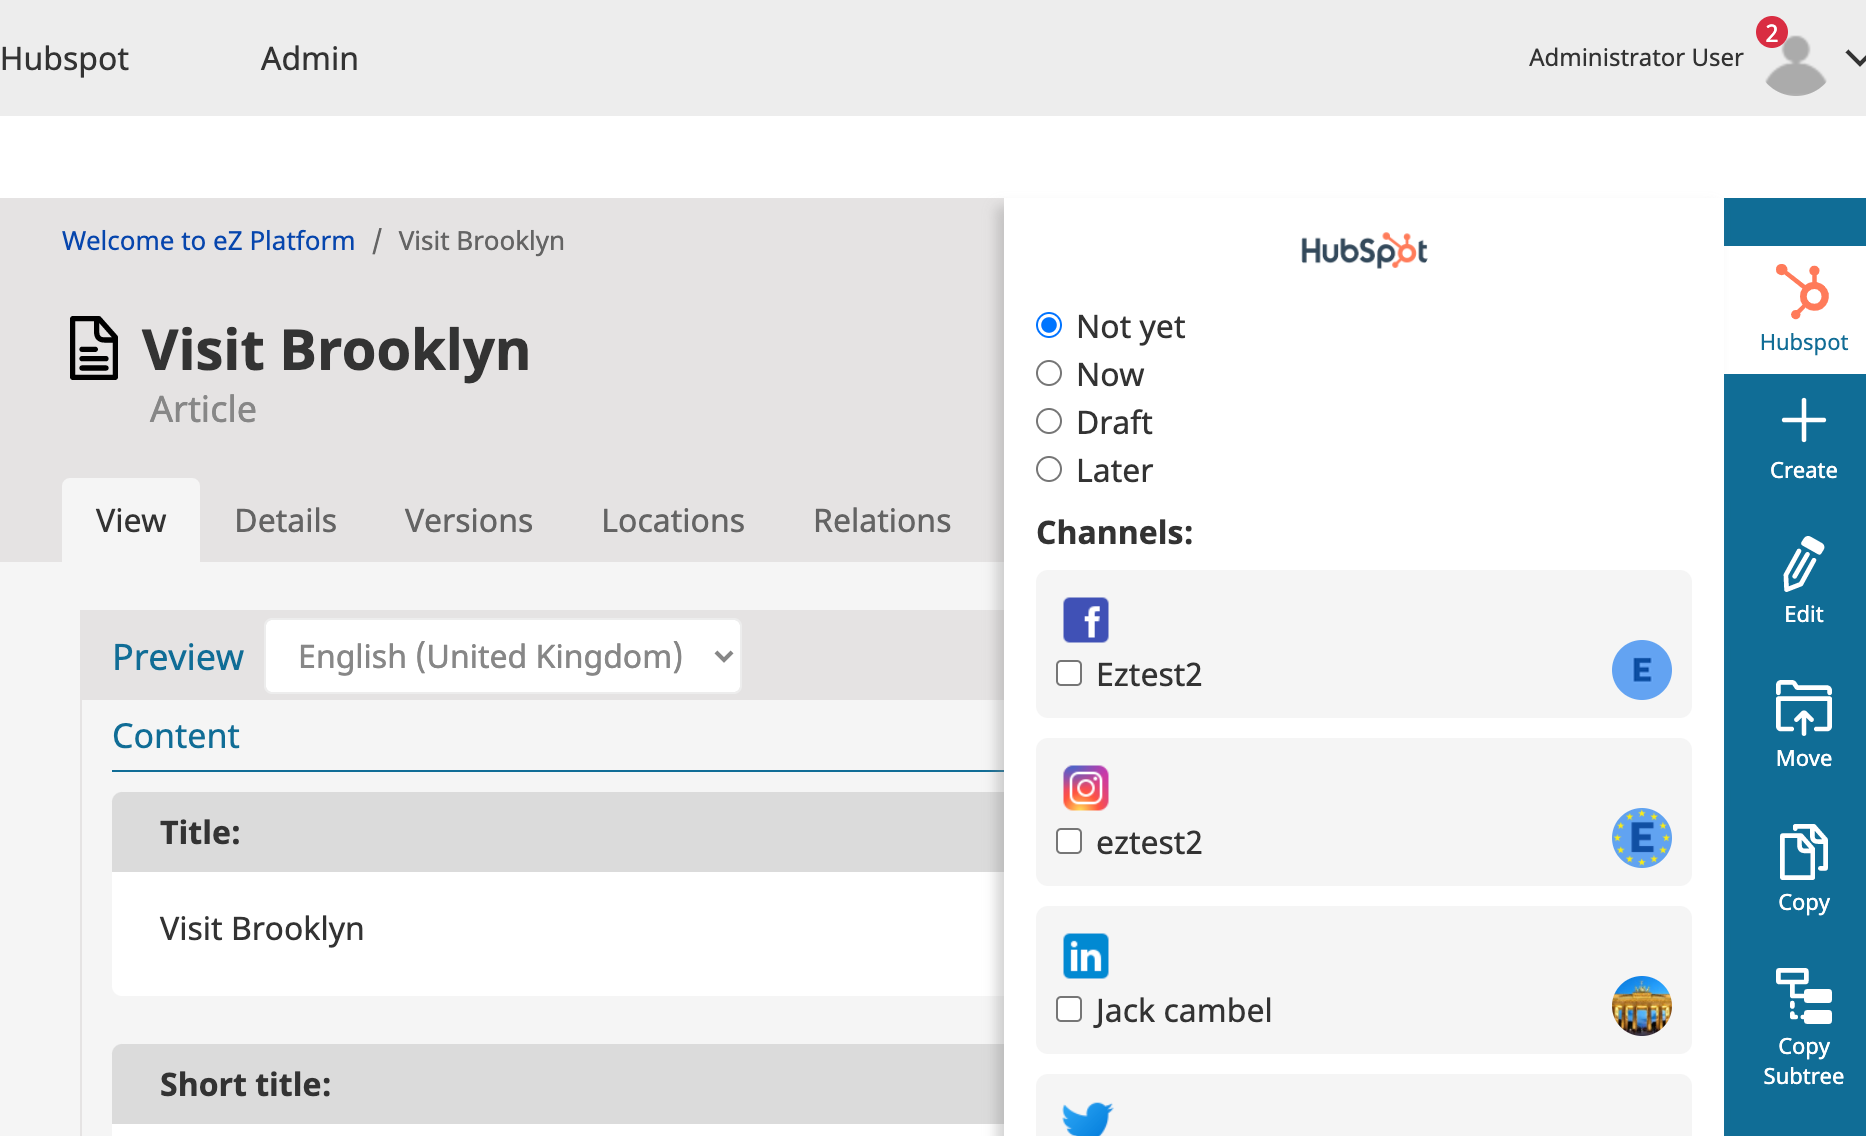 Hubspot
Admin
Administrator User
2
Welcome to eZ Platform / Visit Brooklyn
Visit Brooklyn
Article
View
Details
Versions
Locations
Relations
Preview
English (United Kingdom)
Content
Title:
Visit Brooklyn
Short title:
HubSpot
Not yet
Now
Draft
Later
Channels:
f
Eztest2
E
eztest2
E
in
Jack cambel
Hubspot
Create
Edit
Move
Copy
Copy
Subtree